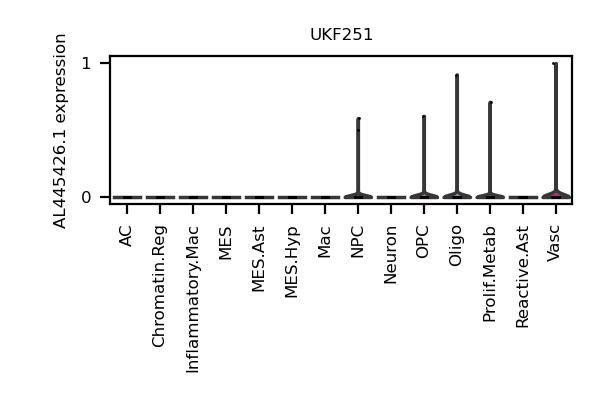 UKF251
AL445426.1 expression
1
0
AC
Chromatin.Reg
Inflammatory.Mac
MES
MES.Ast
MES.Hyp
Mac
NPC
Neuron
OPC
Oligo
Prolif.Metab
Reactive.Ast
Vasc